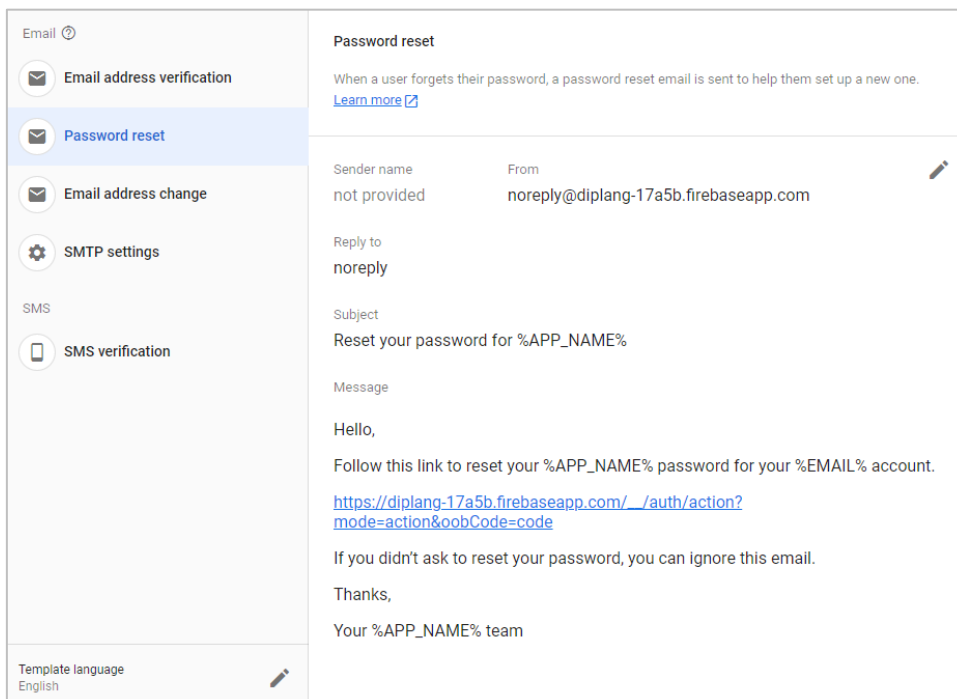 Email
Email address verification
Password reset
Email address change
SMTP settings
SMS
SMS verification
Template language
English
Password reset
When a user forgets their password, a password reset email is sent to help them set up a new one.
Learn more
Sender name
not provided
From
noreply@diplang-17a5b.firebaseapp.com
Reply to
noreply
Subject
Reset your password for %APP_NAME%
Message
Hello,
Follow this link to reset your %APP_NAME% password for your %EMAIL% account.
https://diplang-17a5b.firebaseapp.com/__/auth/action?
mode=action&oobCode=code
If you didn’t ask to reset your password, you can ignore this email.
Thanks,
Your %APP_NAME% team